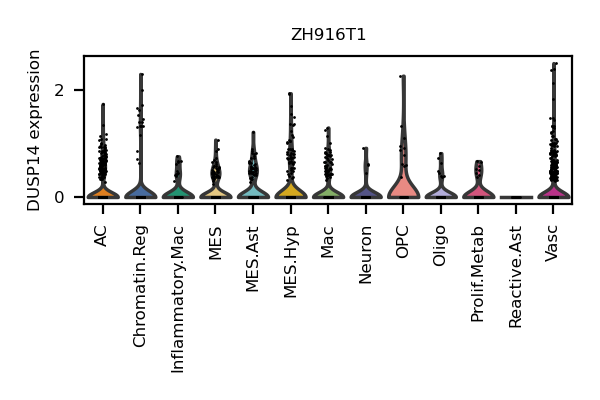 ZH916T1
DUSP14 expression
2
0
AC
Chromatin.Reg
Inflammatory.Mac
MES
MES.Ast
MES.Hyp
Mac
Neuron
OPC
Oligo
Prolif.Metab
Reactive.Ast
Vasc